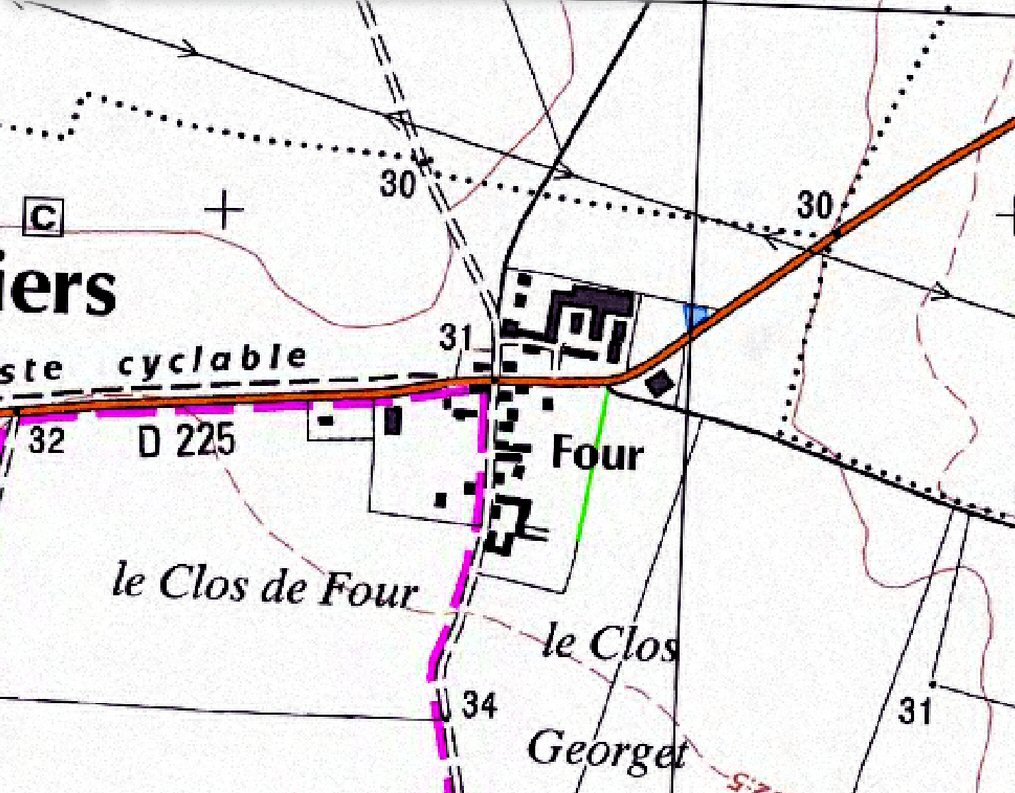 30
30
C
iers
31
ste cyclable
32
D 225
Four
le Clos de Four
le Clos
34
31
Georget